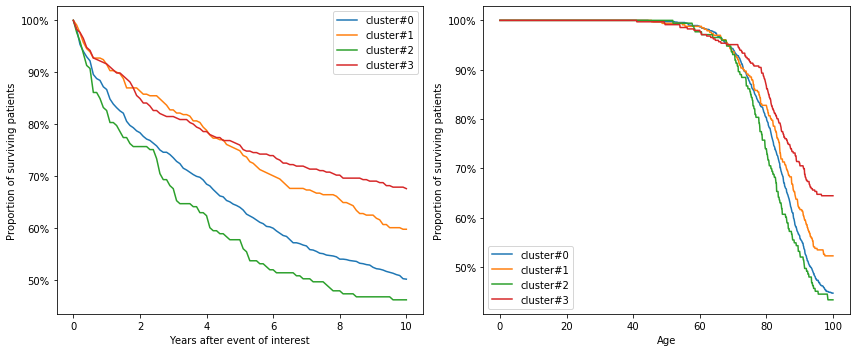 100%
90%
80%
70%
60%
50%
Proportion of surviving patients
0 2 4 6 8 10
Years after event of interest
cluster#0
cluster#1
cluster#2
cluster#3
100%
90%
80%
70%
60%
50%
Proportion of surviving patients
0 20 40 60 80 100
Age
cluster#0
cluster#1
cluster#2
cluster#3